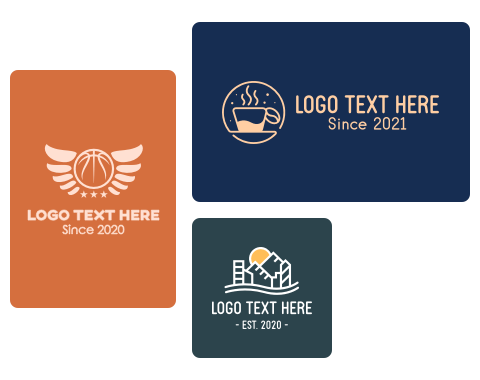 LOGO TEXT HERE
Since 2020
LOGO TEXT HERE
Since 2021
LOGO TEXT HERE
- EST. 2020 -